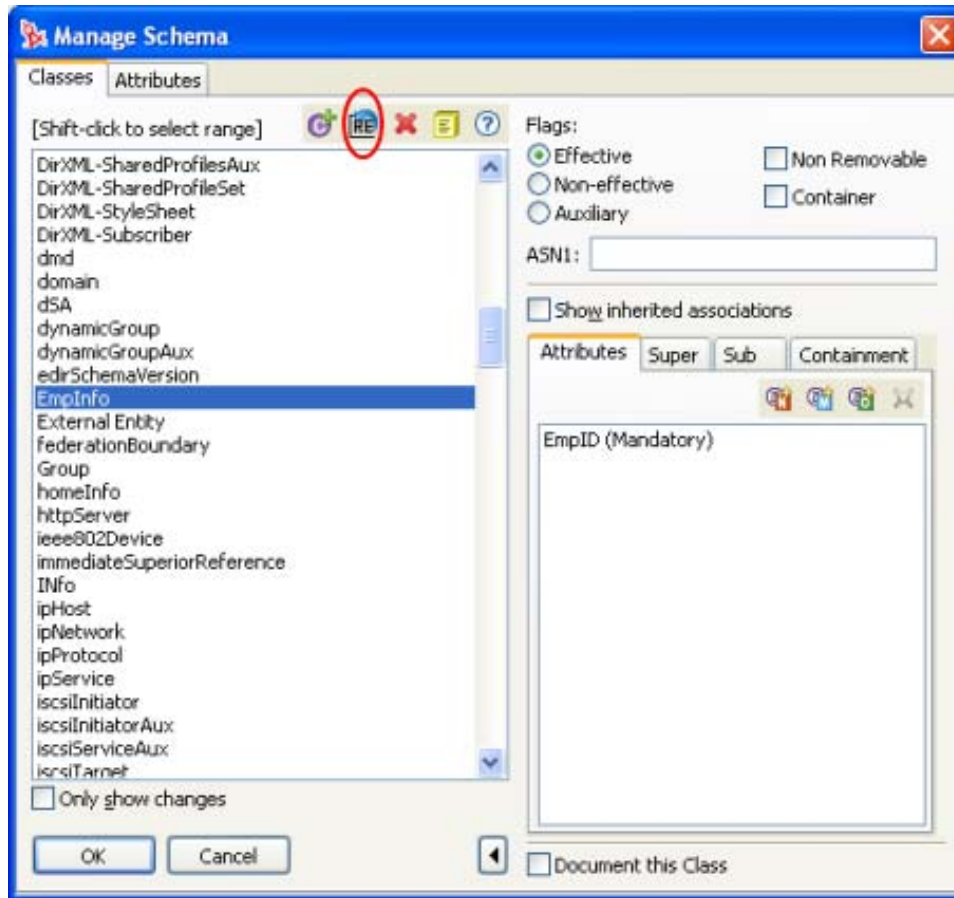 Manage Schema
Classes
Attributes
[Shift-click to select range]
RE
DirXML-SharedProfilesAux
DirXML-SharedProfileSet
DirXML-StyleSheet
DirXML-Subscriber
dmd
domain
dSA
dynamicGroup
dynamicGroupAux
edirSchemaVersion
EmpInfo
External Entity
federationBoundary
Group
homeInfo
httpServer
ieee802Device
immediateSuperiorReference
INfo
ipHost
ipNetwork
ipProtocol
ipService
iscsiInitiator
iscsiInitiatorAux
iscsiServiceAux
iscsiTarget
Only show changes
OK
Cancel
Flags:
Effective
Non-effective
Auxiliary
Non Removable
Container
ASN1:
Show inherited associations
Attributes
Super
Sub
Containment
EmpID (Mandatory)
Document this Class